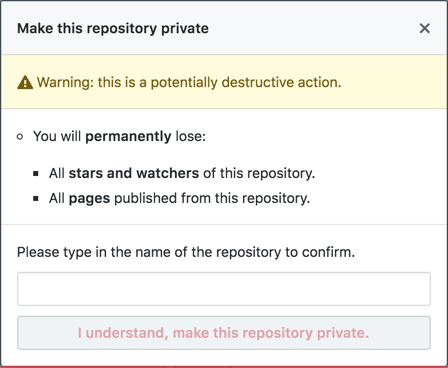 Make this repository private
Warning: this is a potentially destructive action.
You will permanently lose:
All stars and watchers of this repository.
All pages published from this repository.
Please type in the name of the repository to confirm.
I understand, make this repository private.